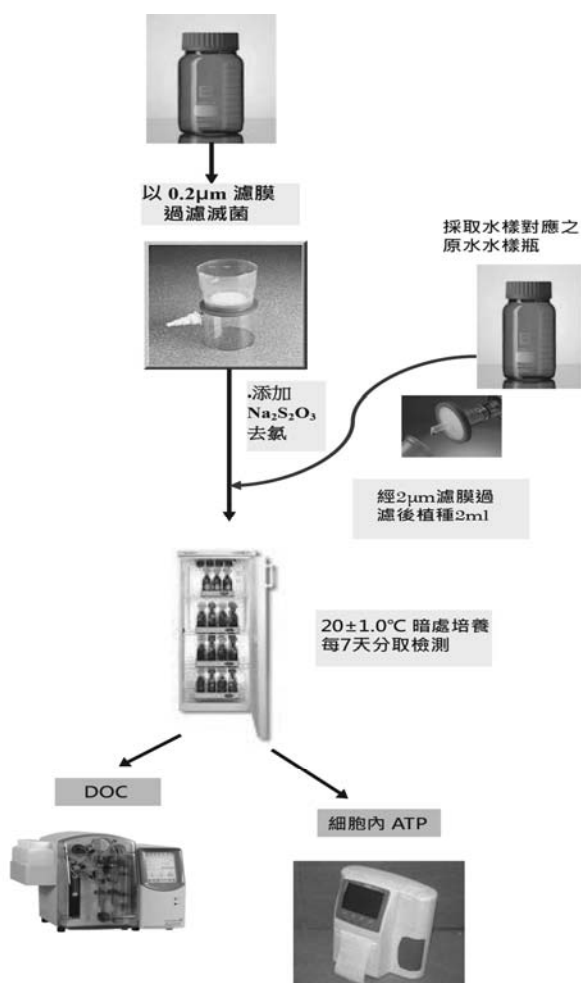 以 0.2μm 濾膜
過濾滅菌
採取水樣對應之
原水水樣瓶
.添加
Na₂S₂O₃
去氯
經2μm濾膜過
濾後植種2ml
20±1.0℃ 暗處培養
每7天分取檢測
DOC
細胞內 ATP